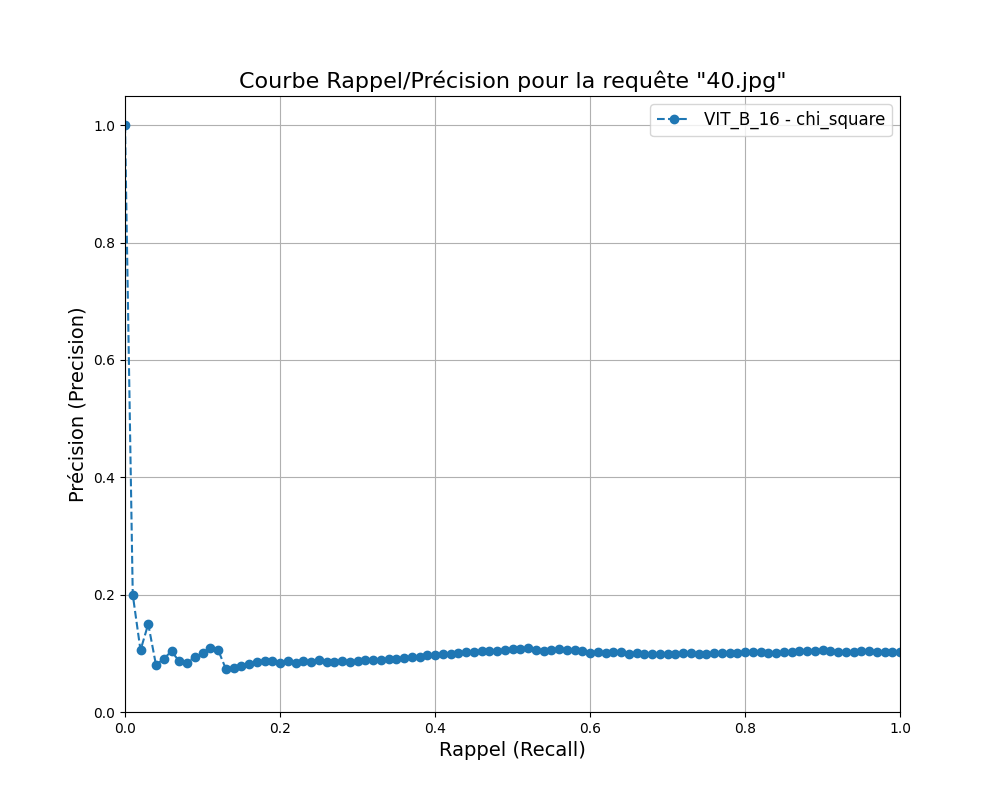 Courbe Rappel/Précision pour la requête "40.jpg"
VIT_B_16 - chi_square
1.0
0.8
0.6
0.4
0.2
0.0
Précision (Precision)
0.0 0.2 0.4 0.6 0.8 1.0
Rappel (Recall)